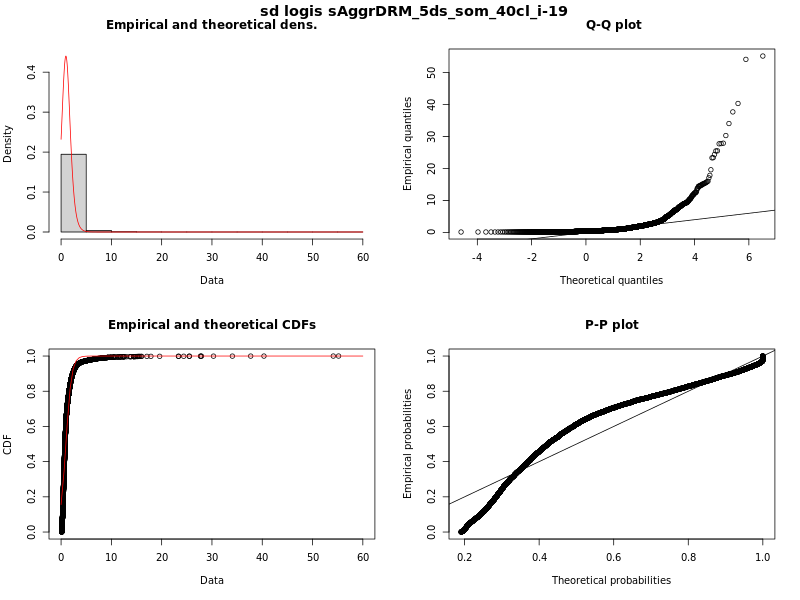 sd logis sAggrDRM_5ds_som_40cl_i-19
Empirical and theoretical dens.
Density
0.0 0.1 0.2 0.3 0.4
0 10 20 30 40 50 60
Data
Q-Q plot
Empirical quantiles
0 10 20 30 40 50
-4 -2 0 2 4 6
Theoretical quantiles
Empirical and theoretical CDFs
CDF
0.0 0.2 0.4 0.6 0.8 1.0
0 10 20 30 40 50 60
Data
P-P plot
Empirical probabilities
0.0 0.2 0.4 0.6 0.8 1.0
0.2 0.4 0.6 0.8 1.0
Theoretical probabilities